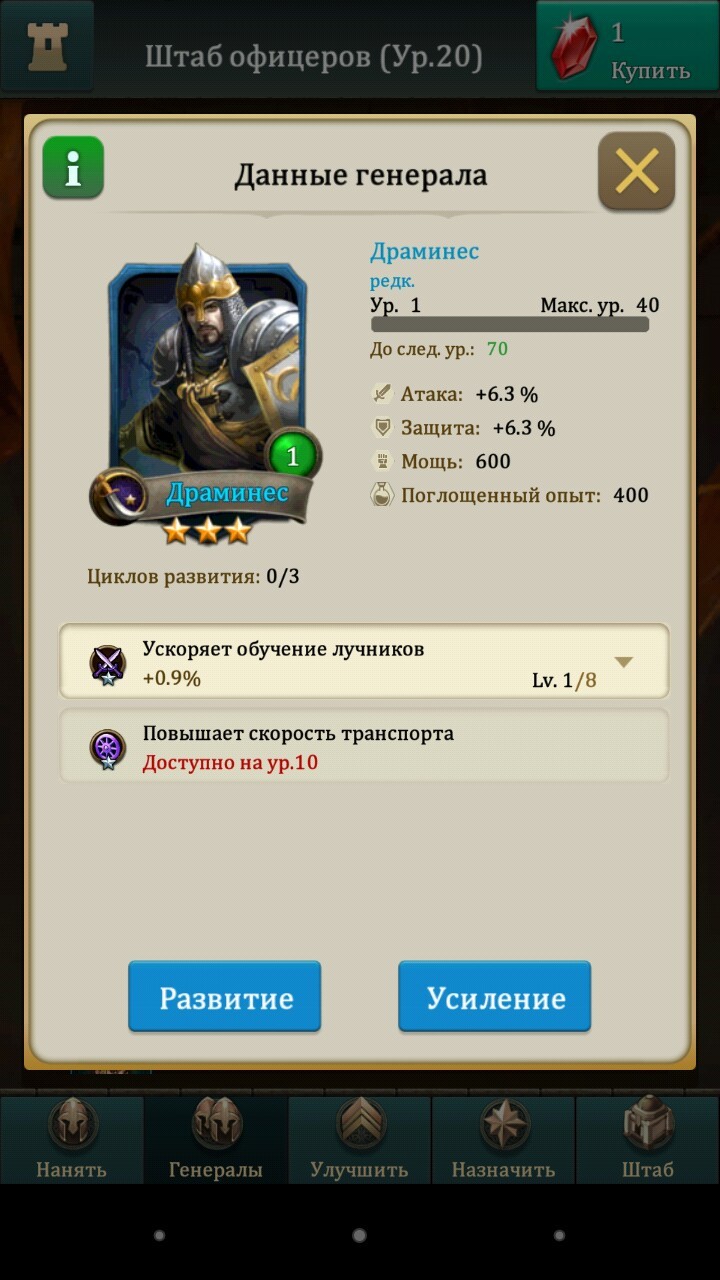 Штаб офицеров (Ур.20)
1
Купить
i
Данные генерала
Драминес
редк.
Ур. 1 Макс. ур. 40
До след. ур.: 70
Атака: +6.3 %
Защита: +6.3 %
Мощь: 600
Поглощенный опыт: 400
1
Драминес
Циклов развития: 0/3
Ускоряет обучение лучников
+0.9%
Lv. 1/8
Повышает скорость транспорта
Доступно на ур.10
Развитие Усиление
Нанять Генералы Улучшить Назначить Штаб